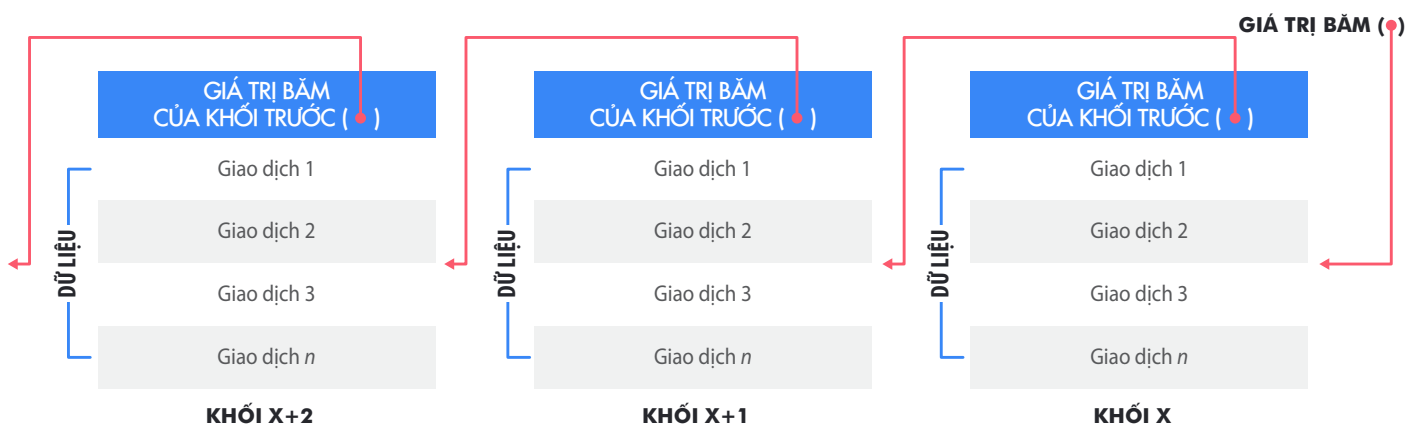 GIÁ TRỊ BĂM ( )
GIÁ TRỊ BĂM
CỦA KHỐI TRƯỚC ( )
Giao dịch 1
Giao dịch 2
Giao dịch 3
Giao dịch n
DỮ LIỆU
KHỐI X+2
GIÁ TRỊ BĂM
CỦA KHỐI TRƯỚC ( )
Giao dịch 1
Giao dịch 2
Giao dịch 3
Giao dịch n
DỮ LIỆU
KHỐI X+1
GIÁ TRỊ BĂM
CỦA KHỐI TRƯỚC ( )
Giao dịch 1
Giao dịch 2
Giao dịch 3
Giao dịch n
DỮ LIỆU
KHỐI X